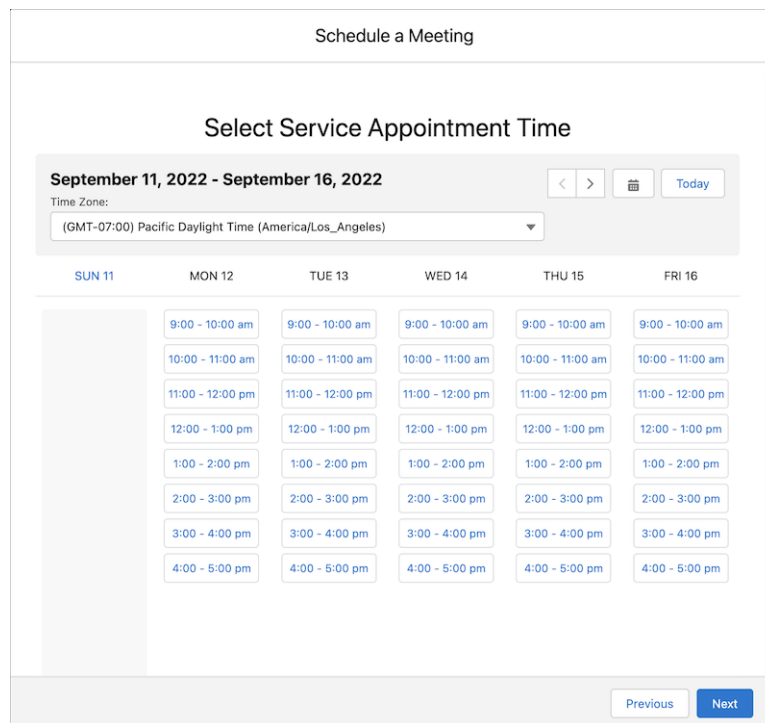 Schedule a Meeting
Select Service Appointment Time
September 11, 2022 - September 16, 2022
Today
Time Zone:
(GMT-07:00) Pacific Daylight Time (America/Los_Angeles)
SUN 11 MON 12 TUE 13 WED 14 THU 15 FRI 16
9:00 - 10:00 am 9:00 - 10:00 am 9:00 - 10:00 am 9:00 - 10:00 am 9:00 - 10:00 am
10:00 - 11:00 am 10:00 - 11:00 am 10:00 - 11:00 am 10:00 - 11:00 am 10:00 - 11:00 am
11:00 - 12:00 pm 11:00 - 12:00 pm 11:00 - 12:00 pm 11:00 - 12:00 pm 11:00 - 12:00 pm
12:00 - 1:00 pm 12:00 - 1:00 pm 12:00 - 1:00 pm 12:00 - 1:00 pm 12:00 - 1:00 pm
1:00 - 2:00 pm 1:00 - 2:00 pm 1:00 - 2:00 pm 1:00 - 2:00 pm 1:00 - 2:00 pm
2:00 - 3:00 pm 2:00 - 3:00 pm 2:00 - 3:00 pm 2:00 - 3:00 pm 2:00 - 3:00 pm
3:00 - 4:00 pm 3:00 - 4:00 pm 3:00 - 4:00 pm 3:00 - 4:00 pm 3:00 - 4:00 pm
4:00 - 5:00 pm 4:00 - 5:00 pm 4:00 - 5:00 pm 4:00 - 5:00 pm 4:00 - 5:00 pm
Previous Next